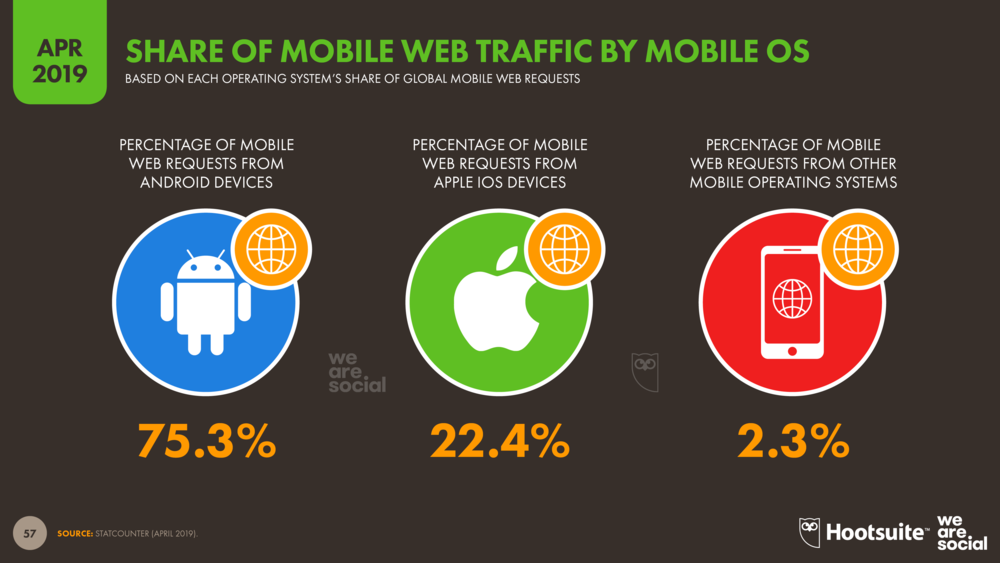 APR
2019
SHARE OF MOBILE WEB TRAFFIC BY MOBILE OS
BASED ON EACH OPERATING SYSTEM'S SHARE OF GLOBAL MOBILE WEB REQUESTS
PERCENTAGE OF MOBILE
WEB REQUESTS FROM
ANDROID DEVICES
75.3%
PERCENTAGE OF MOBILE
WEB REQUESTS FROM
APPLE IOS DEVICES
22.4%
PERCENTAGE OF MOBILE
WEB REQUESTS FROM OTHER
MOBILE OPERATING SYSTEMS
2.3%
we
are
social
57
SOURCE: STATCOUNTER (APRIL 2019).
Hootsuite™
we
are
social